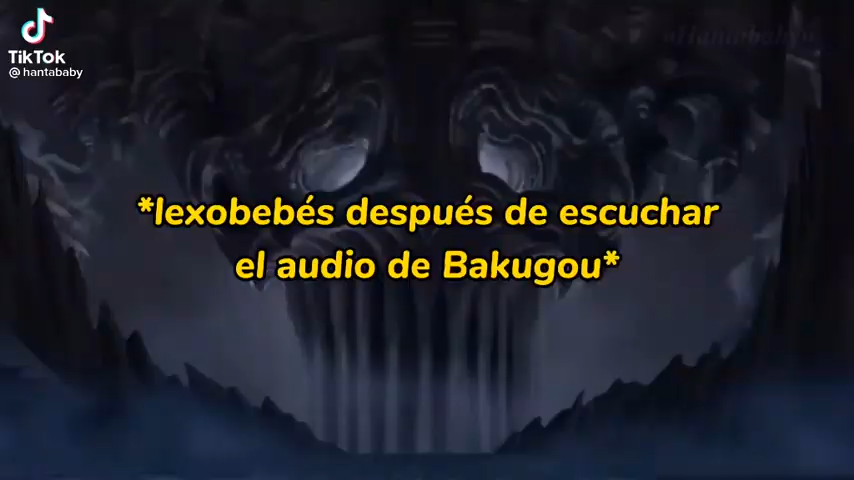 TikTok
@hantababy
*lexobebés después de escuchar
el audio de Bakugou*